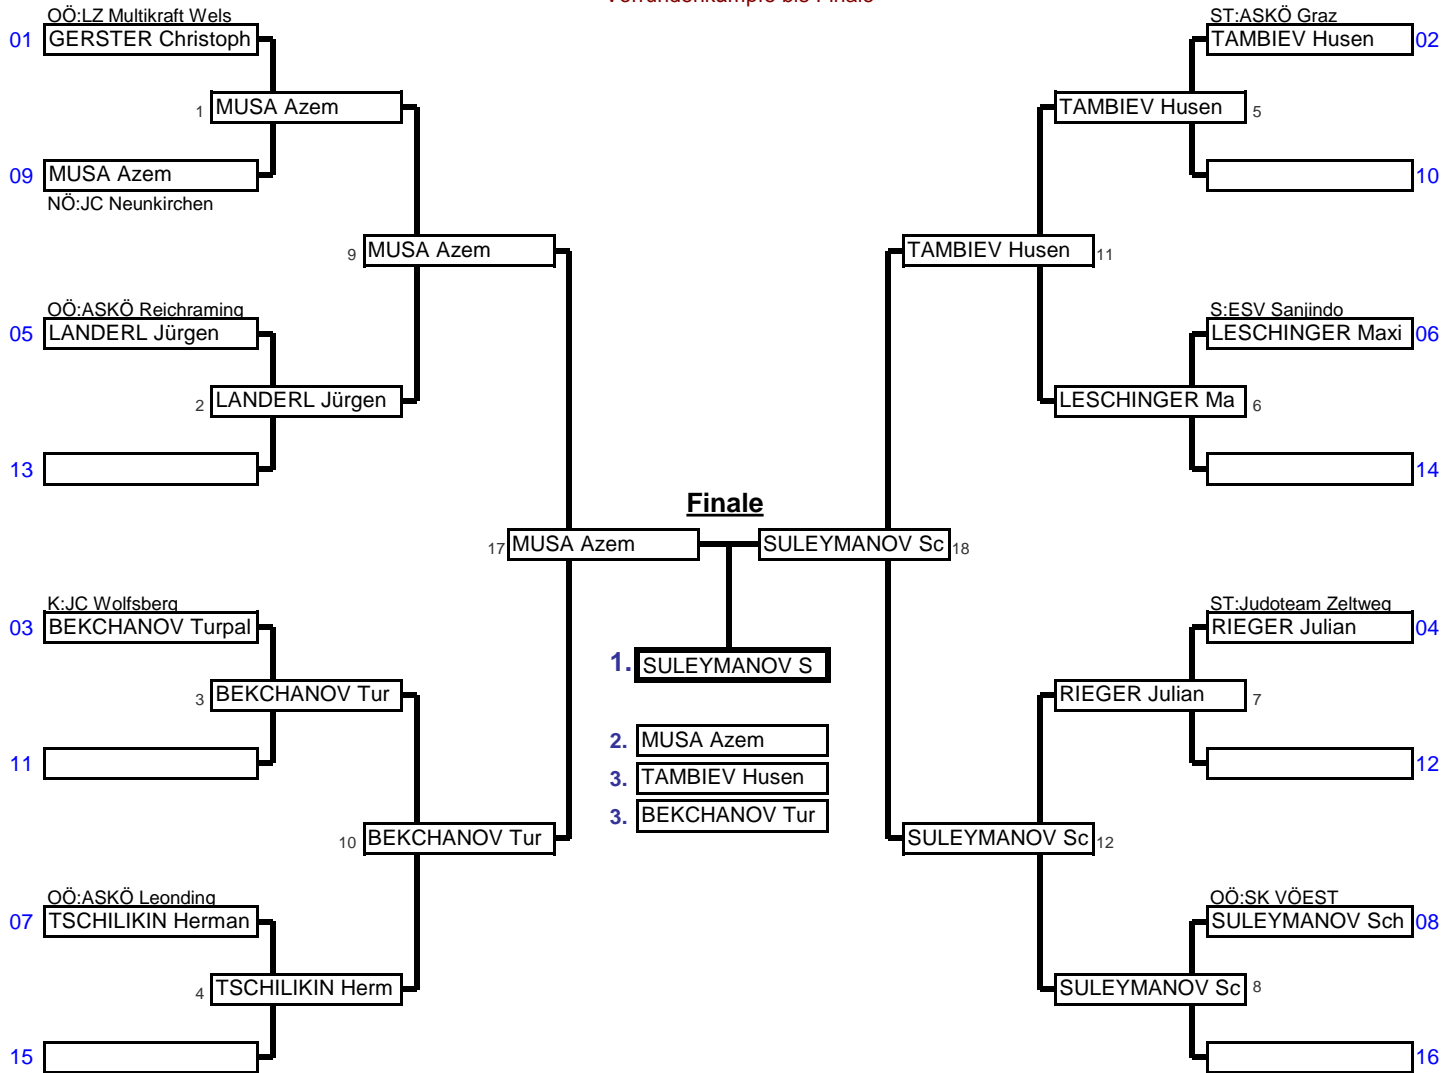 Vorrundenkämpfe bis Finale
OÖ:LZ Multikraft Wels
01 GERSTER Christoph
1 MUSA Azem
09 MUSA Azem
NÖ:JC Neunkirchen
9 MUSA Azem
OÖ:ASKÖ Reichraming
05 LANDERL Jürgen
2 LANDERL Jürgen
13
17 MUSA Azem
K:JC Wolfsberg
03 BEKCHANOV Turpal
3 BEKCHANOV Tur
11
10 BEKCHANOV Tur
OÖ:ASKÖ Leonding
07 TSCHILIKIN Herman
4 TSCHILIKIN Herm
15
Finale
1. SULEYMANOV S
2. MUSA Azem
3. TAMBIEV Husen
3. BEKCHANOV Tur
ST:ASKÖ Graz
TAMBIEV Husen 02
TAMBIEV Husen 5
10
TAMBIEV Husen 11
S:ESV Sanjindo
LESCHINGER Maxi 06
LESCHINGER Ma 6
14
SULEYMANOV Sc 18
ST:Judoteam Zeltweg
RIEGER Julian 04
RIEGER Julian 7
12
SULEYMANOV Sc 12
OÖ:SK VÖEST
SULEYMANOV Sch 08
SULEYMANOV Sc 8
16